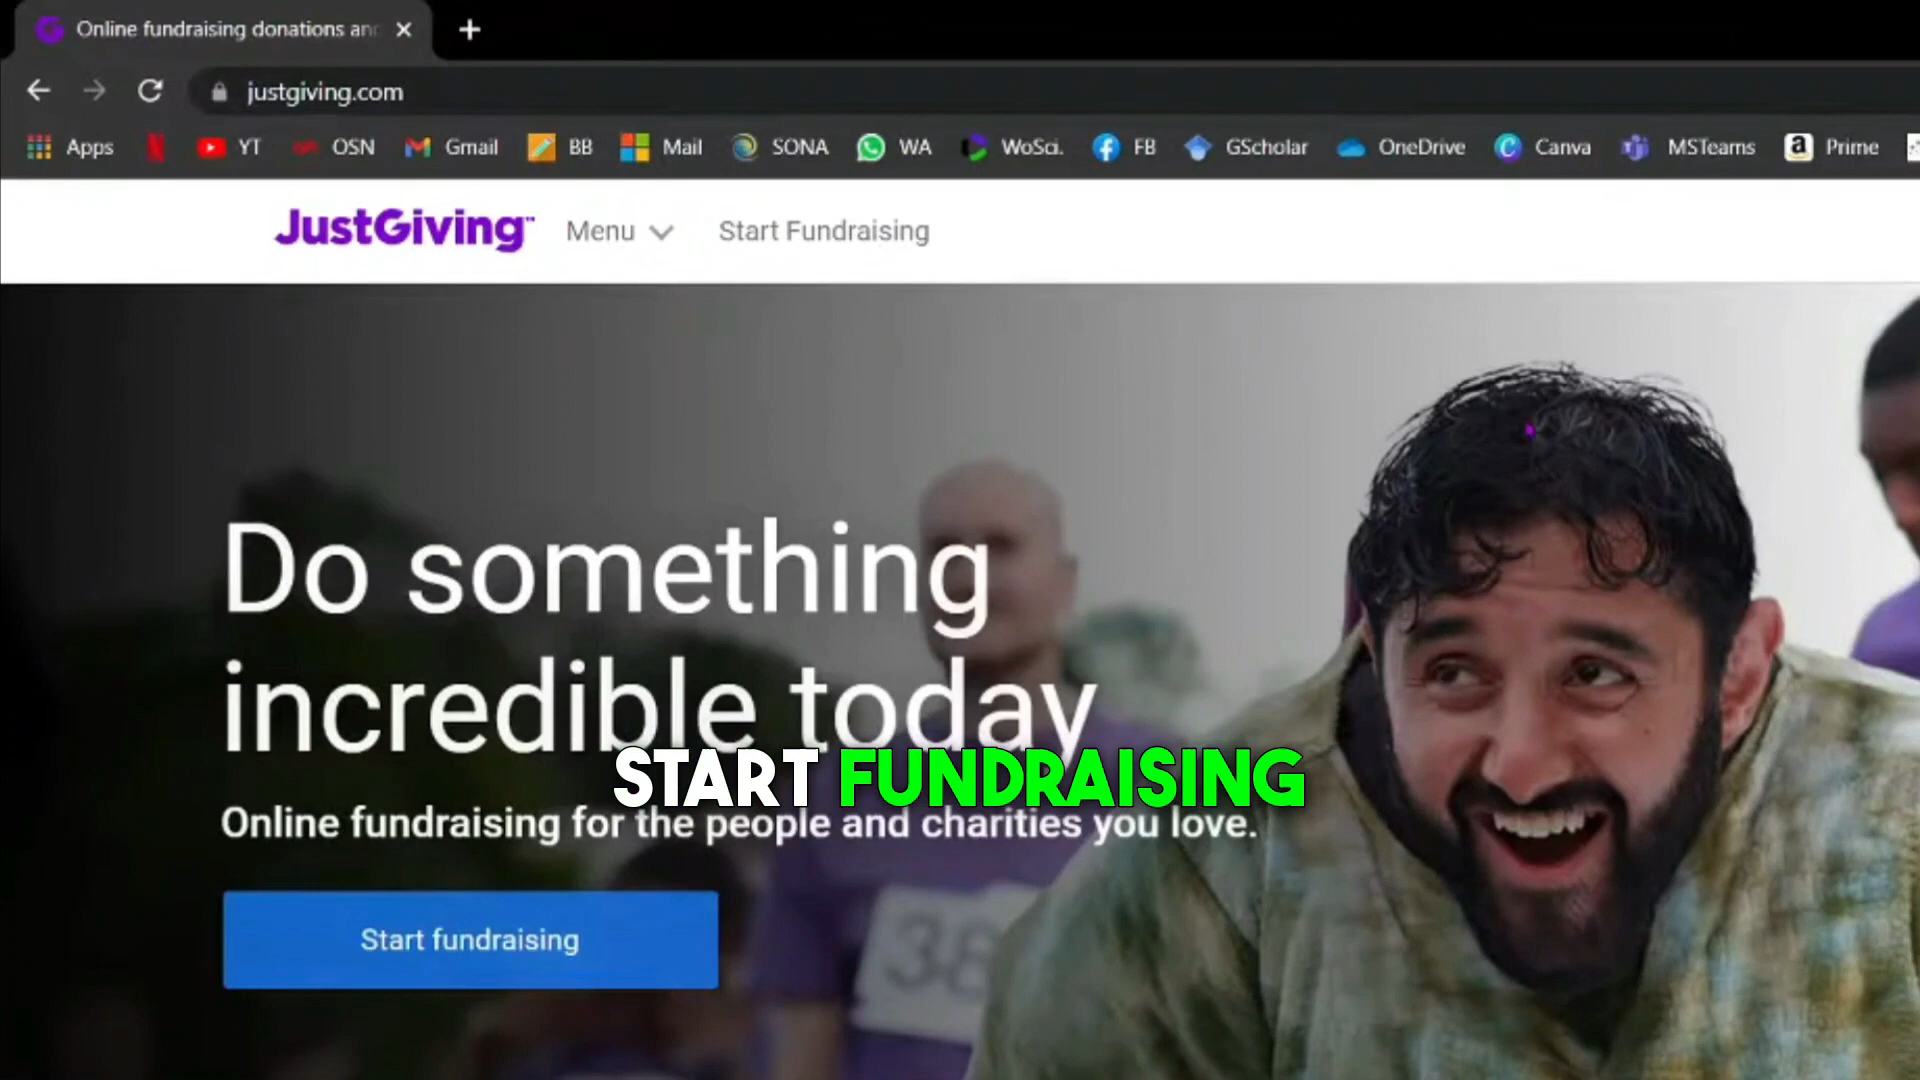 Online fundraising donations an
justgiving.com
Apps YT OSN Gmail BB Mail SONA WA WoSci. FB GScholar OneDrive Canva MSTeams Prime
JustGiving™ Menu Start Fundraising
Do something
incredible today
START FUNDRAISING
Online fundraising for the people and charities you love.
Start fundraising